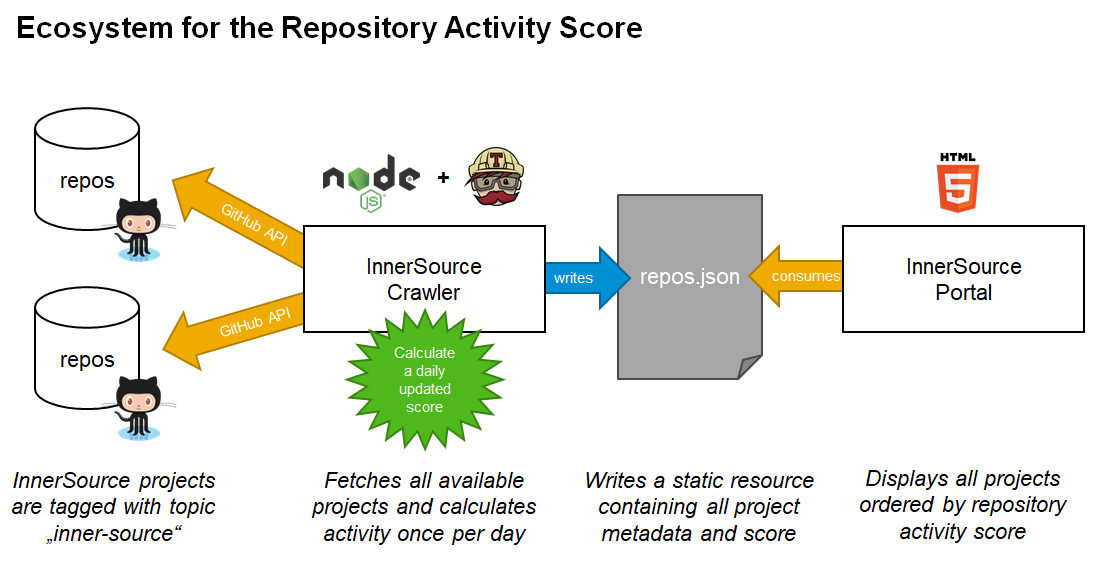 Ecosystem for the Repository Activity Score
repos
GitHub API
repos
GitHub API
node
JS
+
T
InnerSource
Crawler
Calculate
a daily
updated
score
writes
repos.json
consumes
HTML
5
InnerSource
Portal
InnerSource projects
are tagged with topic
„inner-source“
Fetches all available
projects and calculates
activity once per day
Writes a static resource
containing all project
metadata and score
Displays all projects
ordered by repository
activity score